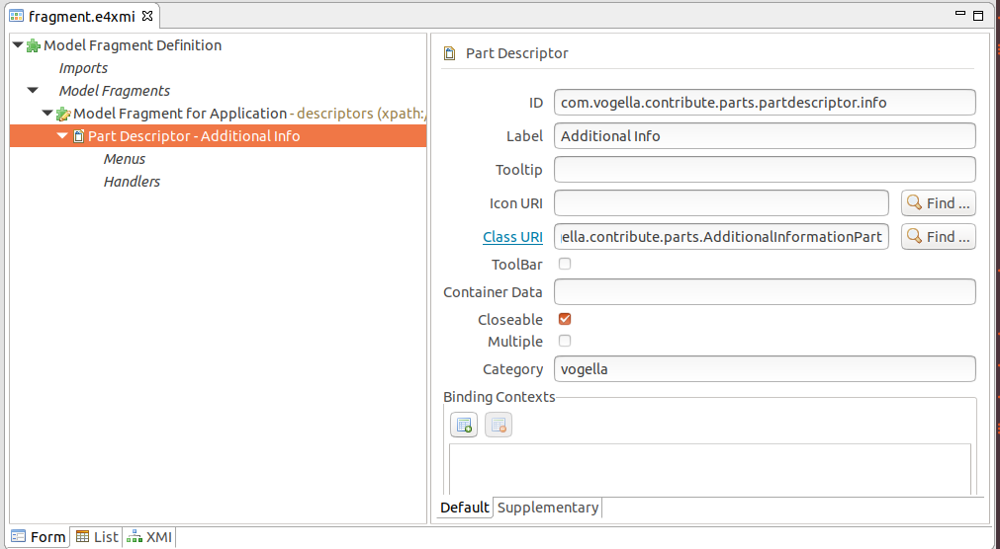 fragment.e4xmi
Model Fragment Definition
Imports
Model Fragments
Model Fragment for Application - descriptors (xpath:/
Part Descriptor - Additional Info
Menus
Handlers
Part Descriptor
ID com.vogella.contribute.parts.partdescriptor.info
Label Additional Info
Tooltip
Icon URI Find ...
Class URI ella.contribute.parts.AdditionalInformationPart Find ...
ToolBar
Container Data
Closeable
Multiple
Category vogella
Binding Contexts
Default Supplementary
Form List XMI